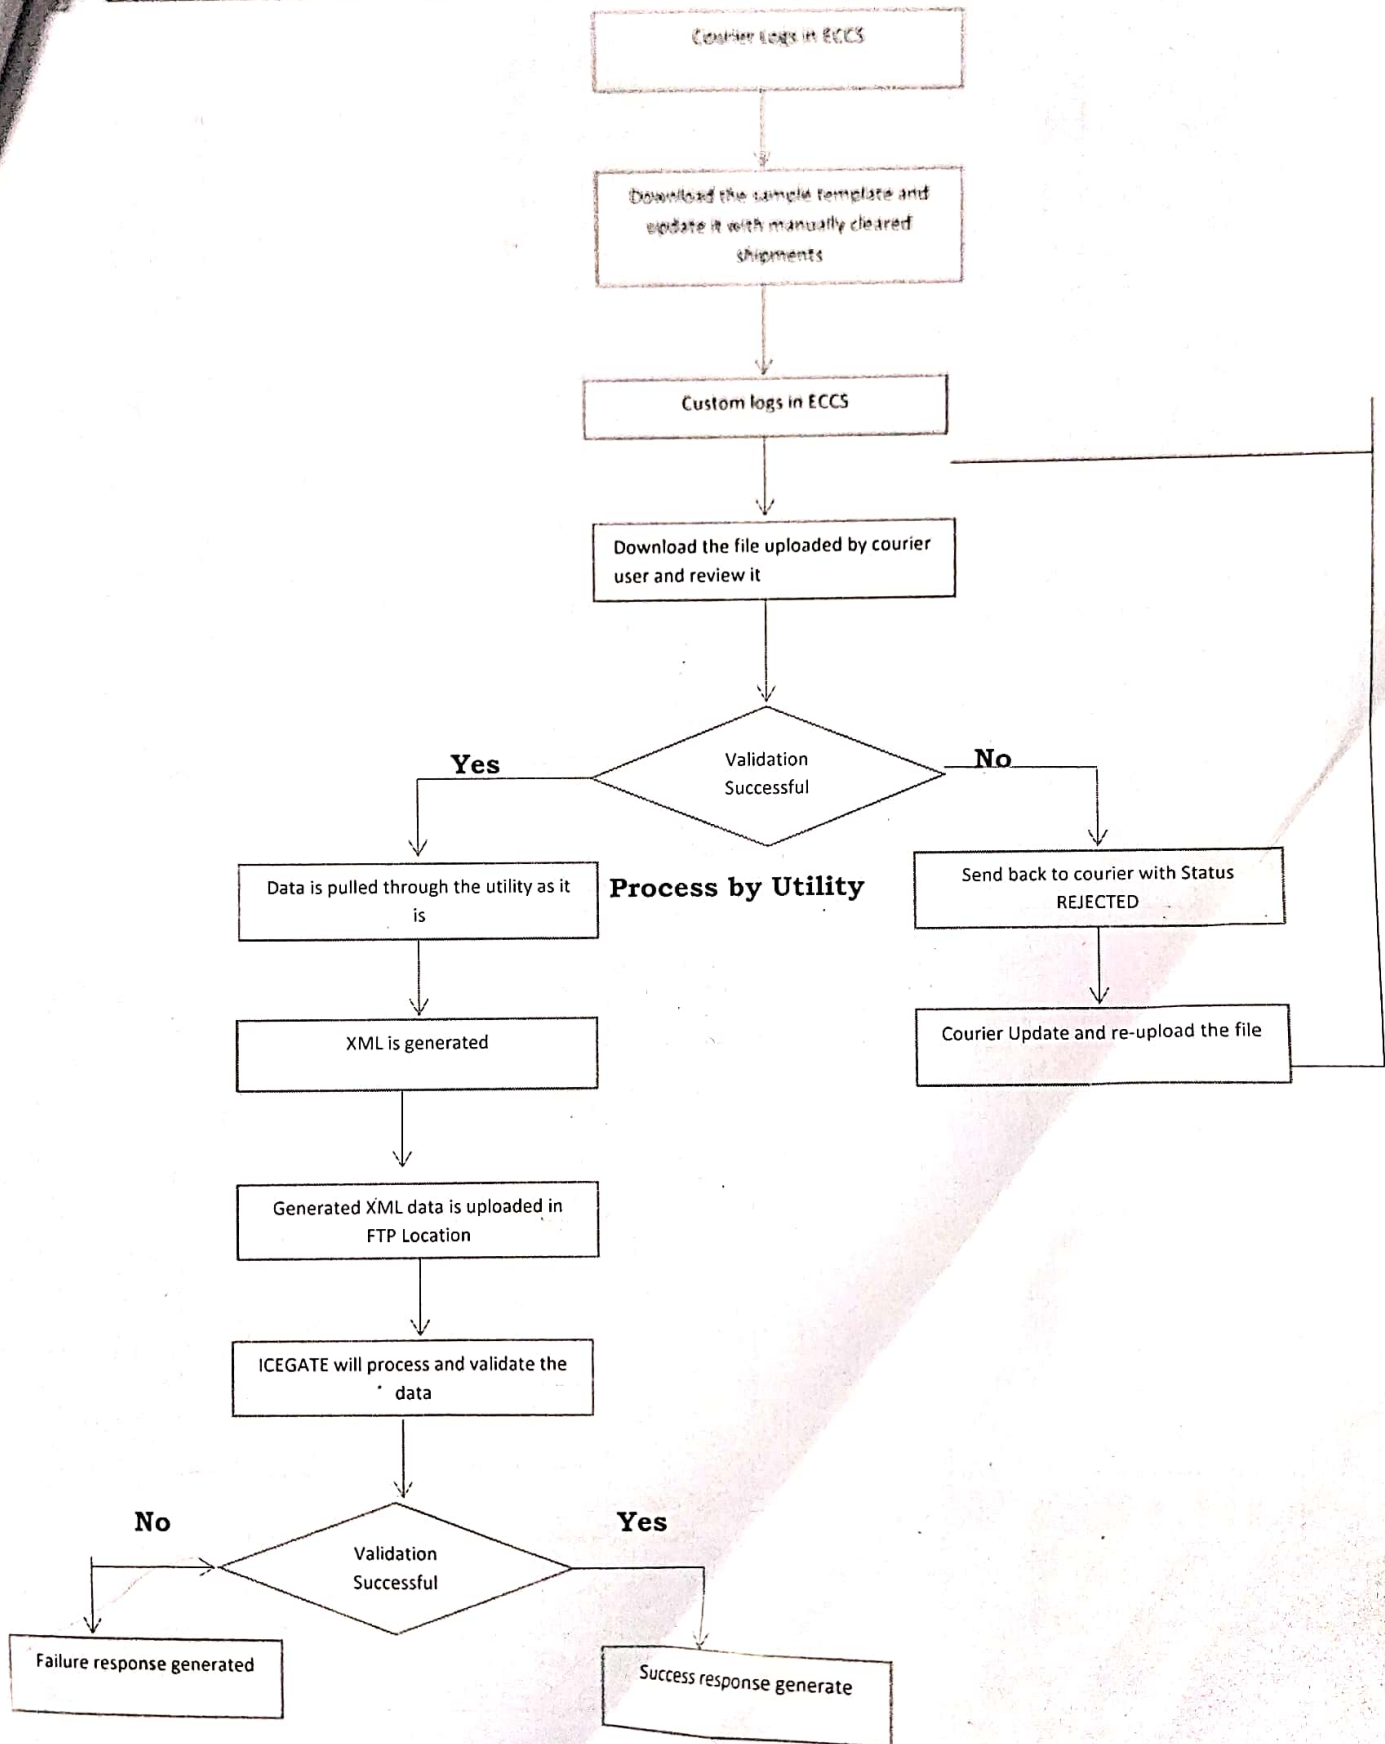 Courier Logs in ECCS
Download the sample template and
update it with manually cleared
shipments
Custom logs in ECCS
Download the file uploaded by courier
user and review it
Validation
Successful
Yes
No
Data is pulled through the utility as it
is
Process by Utility
Send back to courier with Status
REJECTED
XML is generated
Courier Update and re-upload the file
Generated XML data is uploaded in
FTP Location
ICEGATE will process and validate the
data
No
Yes
Validation
Successful
Failure response generated
Success response generate